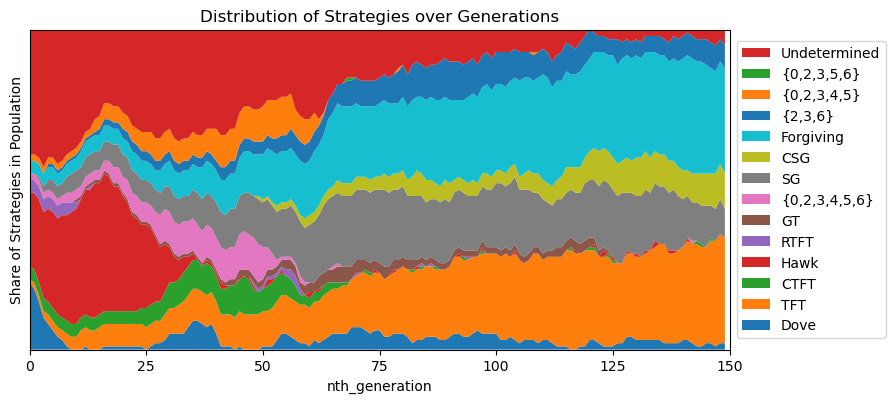 Distribution of Strategies over Generations
Share of Strategies in Population
0 25 50 75 100 125 150
nth_generation
Undetermined
{0,2,3,5,6}
{0,2,3,4,5}
{2,3,6}
Forgiving
CSG
SG
{0,2,3,4,5,6}
GT
RTFT
Hawk
CTFT
TFT
Dove